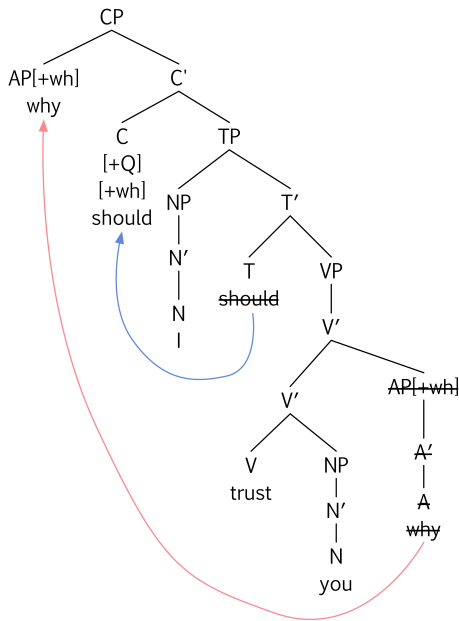 CP
AP[+wh] C'
why
C TP
[+Q]
[+wh] NP T′
should
N′ T VP
should
N V′
I
V′ AP[+wh]
A′
V NP
trust A
N′ why
N
you